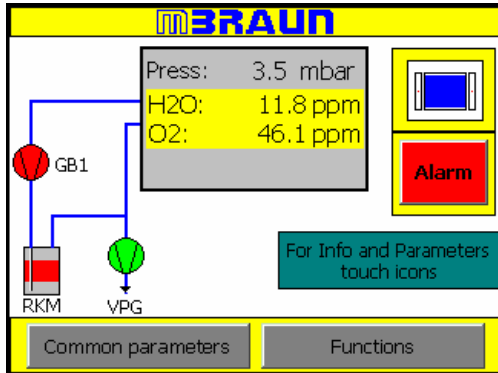 mBRAUN
Press: 3.5 mbar
H2O: 11.8 ppm
O2: 46.1 ppm
GB1
Alarm
For Info and Parameters
touch icons
RKM
VPG
Common parameters
Functions